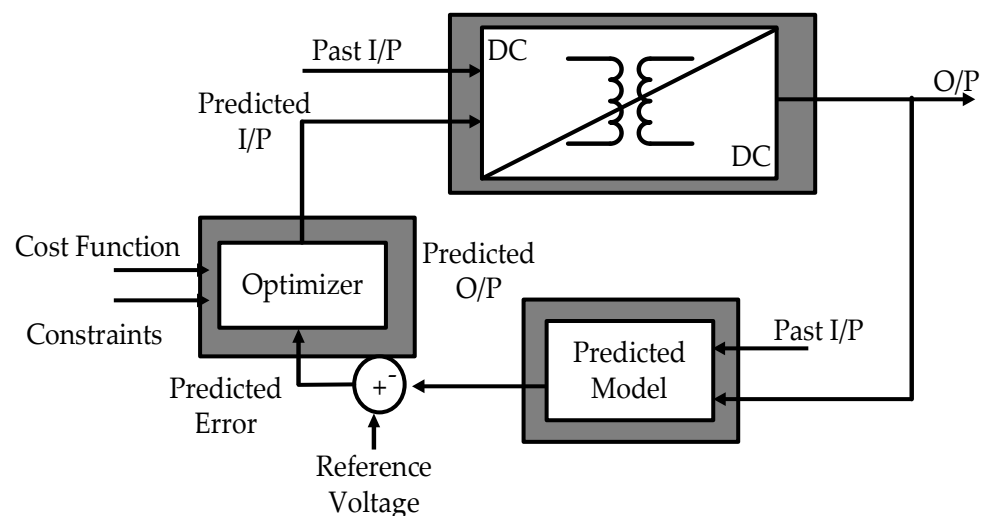 Past I/P
DC
O/P
Predicted
I/P
DC
Cost Function
Optimizer
Predicted
O/P
Constraints
Past I/P
Predicted
Model
Predicted
Error
+
-
Reference
Voltage